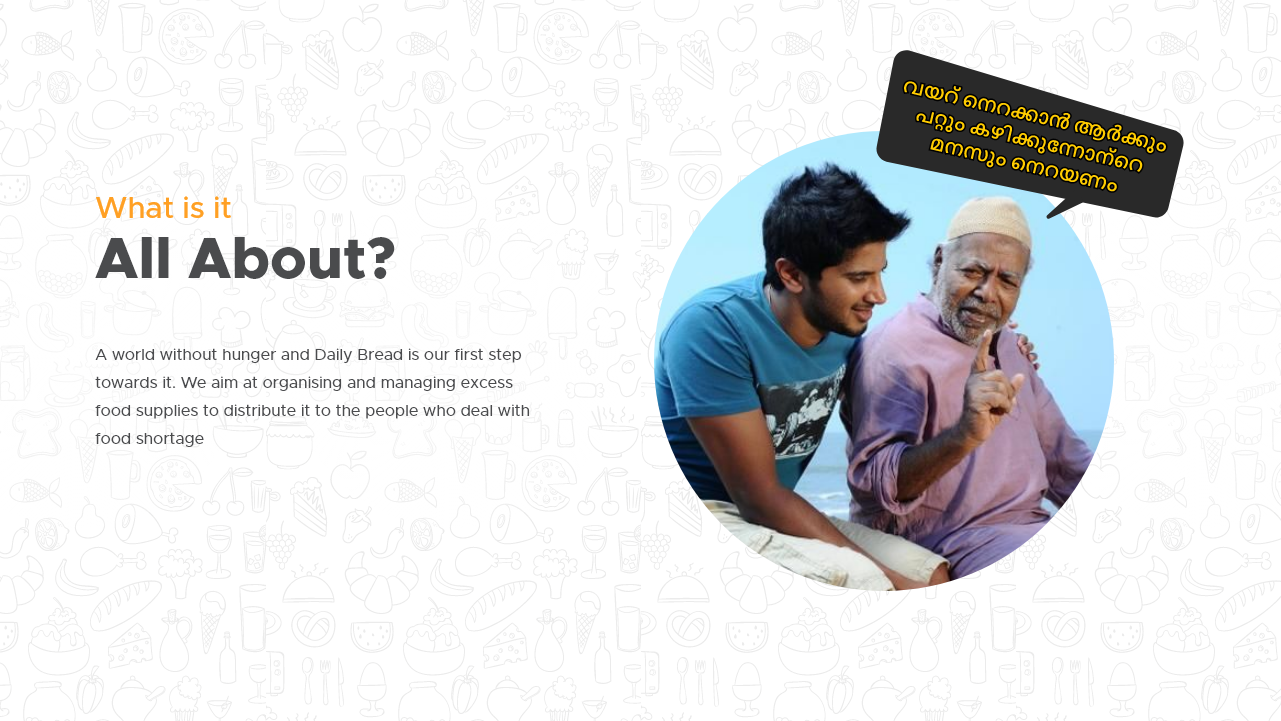 What is it
All About?
A world without hunger and Daily Bread is our first step
towards it. We aim at organising and managing excess
food supplies to distribute it to the people who deal with
food shortage
വയറ് നെറക്കാൻ ആർക്കും
പറ്റും കഴിക്കുന്നോന്റെ
മനസും നെറയണം